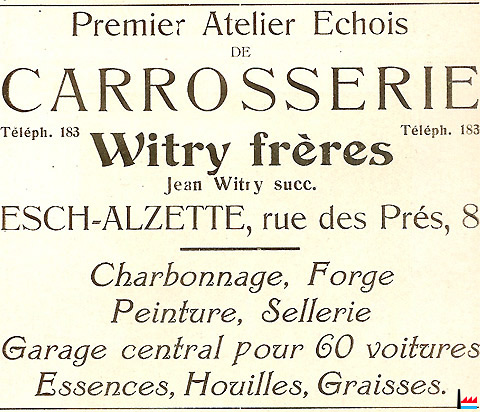 Premier Atelier Echois
DE
CARROSSERIE
Téléph. 183 Téléph. 183
Witry frères
Jean Witry succ.
ESCH-ALZETTE, rue des Prés, 8
Charbonnage, Forge
Peinture, Sellerie
Garage central pour 60 voitures
Essences, Houilles, Graisses.